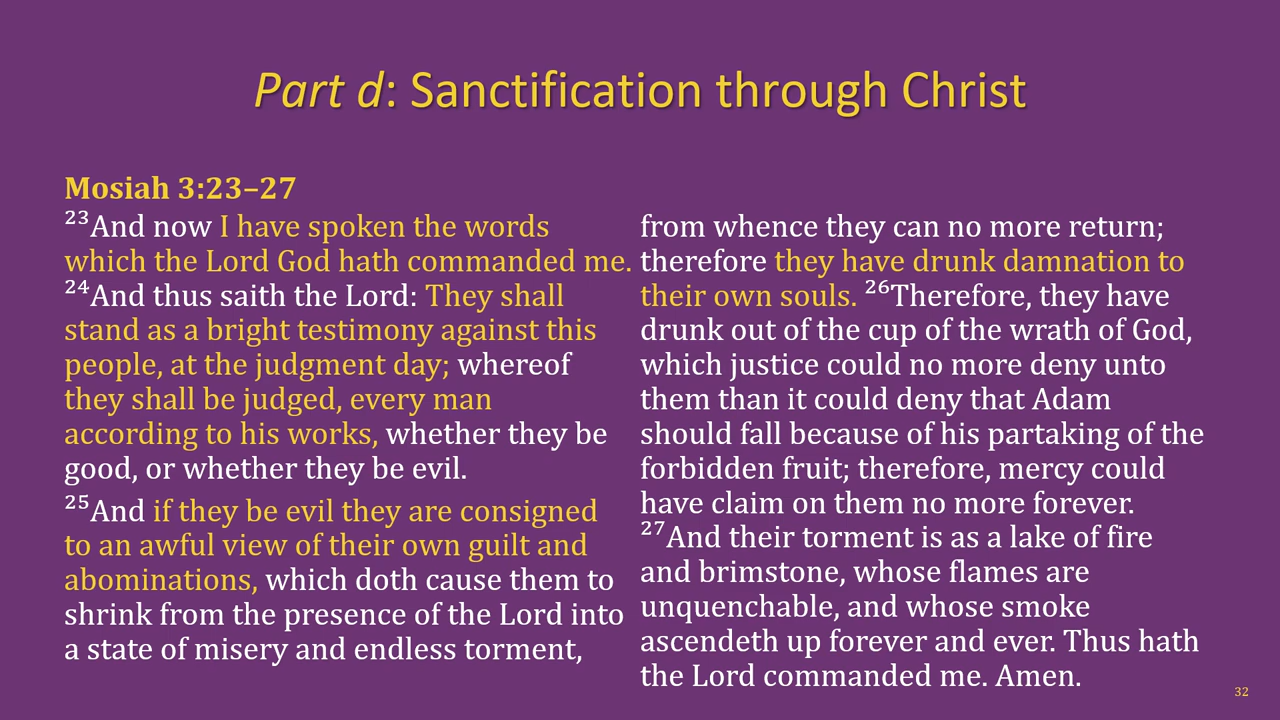 Part d: Sanctification through Christ
Mosiah 3:23–27
²³And now I have spoken the words
which the Lord God hath commanded me.
²⁴And thus saith the Lord: They shall
stand as a bright testimony against this
people, at the judgment day; whereof
they shall be judged, every man
according to his works, whether they be
good, or whether they be evil.
²⁵And if they be evil they are consigned
to an awful view of their own guilt and
abominations, which doth cause them to
shrink from the presence of the Lord into
a state of misery and endless torment,
from whence they can no more return;
therefore they have drunk damnation to
their own souls. ²⁶Therefore, they have
drunk out of the cup of the wrath of God,
which justice could no more deny unto
them than it could deny that Adam
should fall because of his partaking of the
forbidden fruit; therefore, mercy could
have claim on them no more forever.
²⁷And their torment is as a lake of fire
and brimstone, whose flames are
unquenchable, and whose smoke
ascendeth up forever and ever. Thus hath
the Lord commanded me. Amen.
32